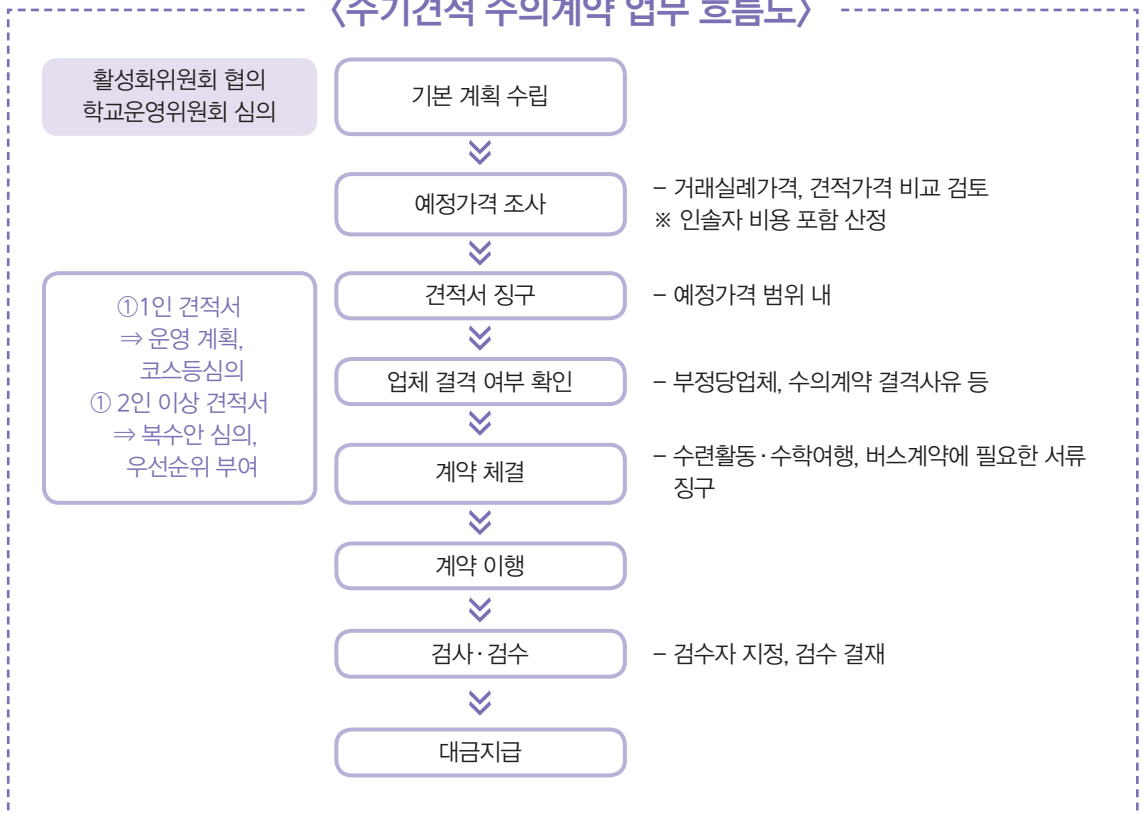 〈수기견적 수의계약 업무 흐름도〉
활성화위원회 협의
학교운영위원회 심의
기본 계획 수립
예정가격 조사
– 거래실례가격, 견적가격 비교 검토
※ 인솔자 비용 포함 산정
①1인 견적서
⇒ 운영 계획,
코스등심의
① 2인 이상 견적서
⇒ 복수안 심의,
우선순위 부여
견적서 징구
– 예정가격 범위 내
업체 결격 여부 확인
– 부정당업체, 수의계약 결격사유 등
계약 체결
– 수련활동·수학여행, 버스계약에 필요한 서류
징구
계약 이행
검사·검수
– 검수자 지정, 검수 결재
대금지급